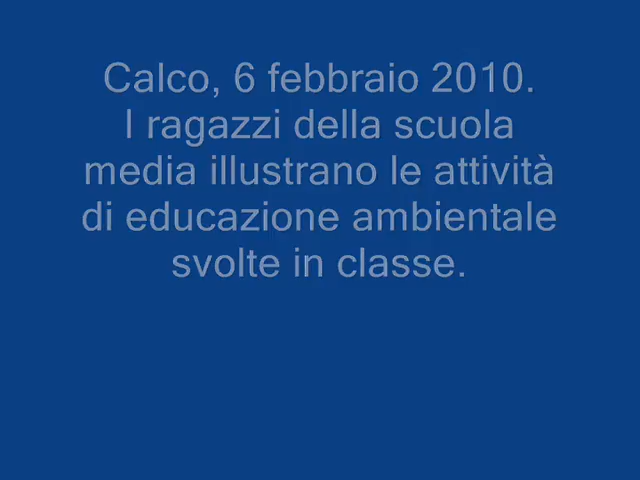 Calco, 6 febbraio 2010.
I ragazzi della scuola
media illustrano le attività
di educazione ambientale
svolte in classe.